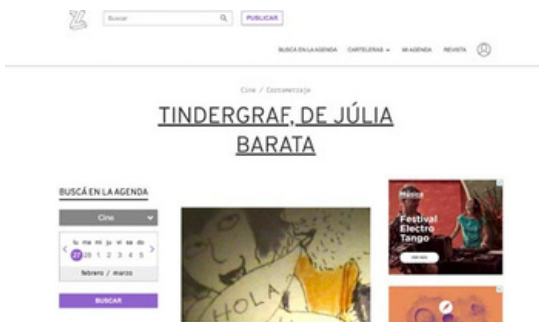 Buscar
PUBLICAR
BUSCÁ EN LA AGENDA CARTELERAS MI AGENDA REVISTA
Cine / Cortometraje
TINDERGRAF, DE JÚLIA
BARATA
BUSCÁ EN LA AGENDA
Cine
lu ma mi ju vi sa do
27 28 1 2 3 4 5
febrero / marzo
BUSCAR
Música
Festival
Electro
Tango
HOLA